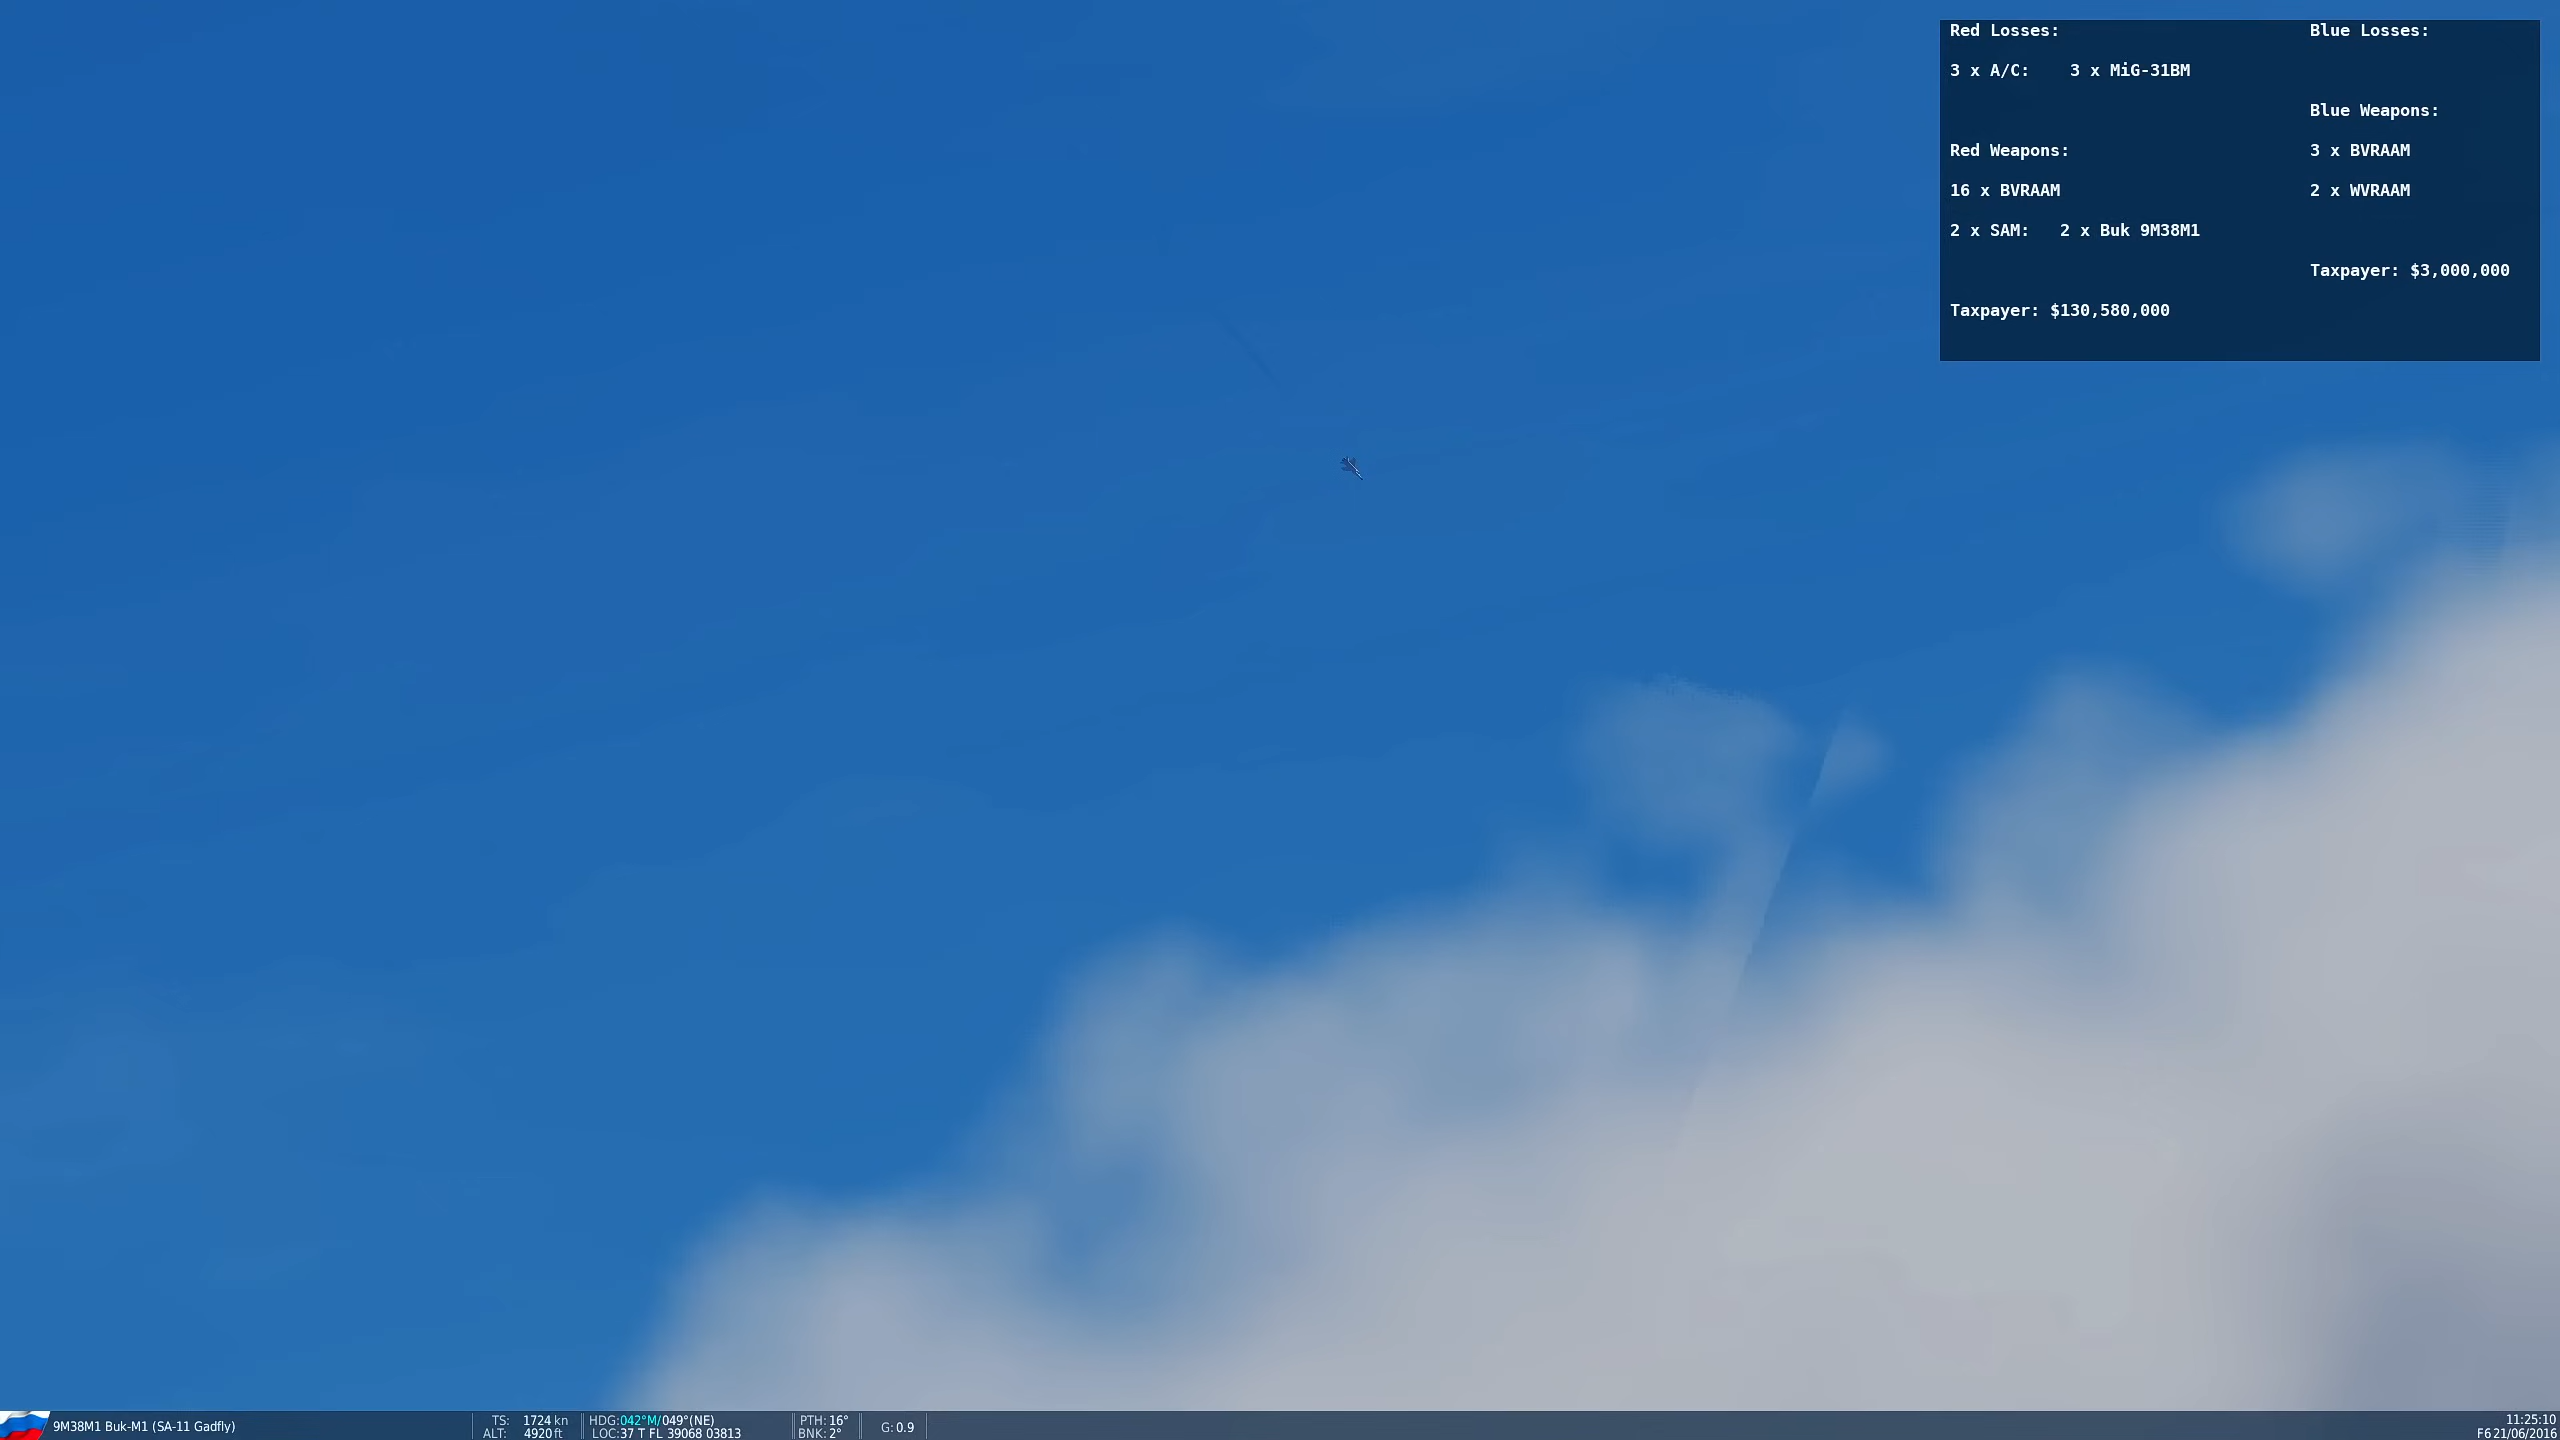 Red Losses:
3 x A/C:    3 x MiG-31BM
Red Weapons:
16 x BVRAAM
2 x SAM:   2 x Buk 9M38M1
Taxpayer: $130,580,000
Blue Losses:
Blue Weapons:
3 x BVRAAM
2 x WVRAAM
Taxpayer: $3,000,000
9M38M1 Buk-M1 (SA-11 Gadfly)
TS: 1724 kn
ALT: 4920 ft
HDG:042°M/049°(NE)
LOC:37 T FL 39068 03813
PTH: 16°
BNK: 2°
G: 0.9
11:25:10
F6 21/06/2016